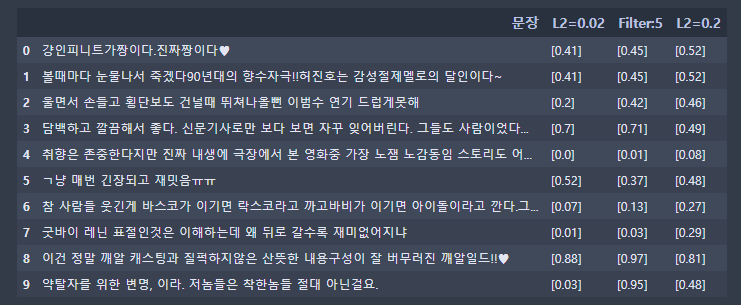 문장 L2=0.02 Filter:5 L2=0.2
0 걍인피니트가짱이다.진짜짱이다♥ [0.41] [0.45] [0.52]
1 볼때마다 눈물나서 죽겠다90년대의 향수자극!!허진호는 감성절제멜로의 달인이다~ [0.41] [0.45] [0.52]
2 울면서 손들고 횡단보도 건널때 뛰쳐나올뻔 이범수 연기 드럽게못해 [0.2] [0.42] [0.46]
3 담백하고 깔끔해서 좋다. 신문기사로만 보다 보면 자꾸 잊어버린다. 그들도 사람이었다... [0.7] [0.71] [0.49]
4 취향은 존중한다지만 진짜 내생에 극장에서 본 영화중 가장 노잼 노감동임 스토리도 어... [0.0] [0.01] [0.08]
5 ㄱ냥 매번 긴장되고 재밋음ㅠㅠ [0.52] [0.37] [0.48]
6 참 사람들 웃긴게 바스코가 이기면 락스코라고 까고바비가 이기면 아이돌이라고 깐다.그... [0.07] [0.13] [0.27]
7 굿바이 레닌 표절인것은 이해하는데 왜 뒤로 갈수록 재미없어지냐 [0.01] [0.03] [0.29]
8 이건 정말 깨알 캐스팅과 질퍽하지않은 산뜻한 내용구성이 잘 버무러진 깨알일드!!♥ [0.88] [0.97] [0.81]
9 약탈자를 위한 변명, 이라. 저놈들은 착한놈들 절대 아닌걸요. [0.03] [0.95] [0.48]